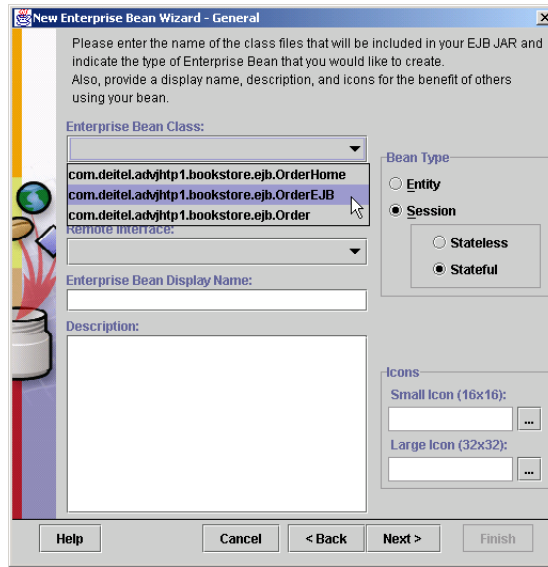 New Enterprise Bean Wizard - General
Please enter the name of the class files that will be included in your EJB JAR and
indicate the type of Enterprise Bean that you would like to create.
Also, provide a display name, description, and icons for the benefit of others
using your bean.
Enterprise Bean Class:
com.deitel.advjhtp1.bookstore.ejb.OrderHome
com.deitel.advjhtp1.bookstore.ejb.OrderEJB
com.deitel.advjhtp1.bookstore.ejb.Order
Remote Interface:
Enterprise Bean Display Name:
Description:
Bean Type
Entity
Session
Stateless
Stateful
Icons
Small Icon (16x16):
...
Large Icon (32x32):
...
Help
Cancel
< Back
Next >
Finish